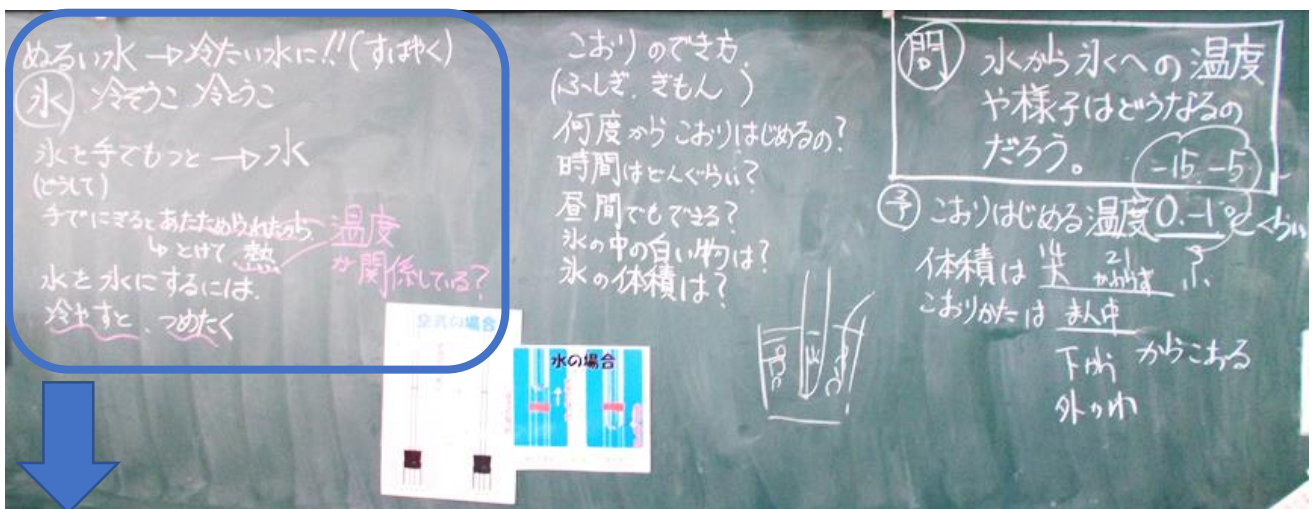 ぬるい水→冷たい水に!!(すばやく)
氷 冷ぞうこ 冷とうこ
氷を手でもつと→水
(どうして)
手でにぎるとあたためられたから
↳とけて 熱
温度
が関係している?
水を氷にするには
冷やすと、つめたく
空気の場合
水の場合
こおりのでき方
(ふしぎ、ぎもん )
何度からこおりはじめるの?
時間はどんぐらい?
昼間でもできる?
氷の中の白い物は?
氷の体積は?
問 水から氷への温度
や様子はどうなるの
だろう。
-15 -5
予 こおりはじめる温度 0、-1℃ぐらい
体積は 14 21 ?
こおりかたは まん中
下から からこおる